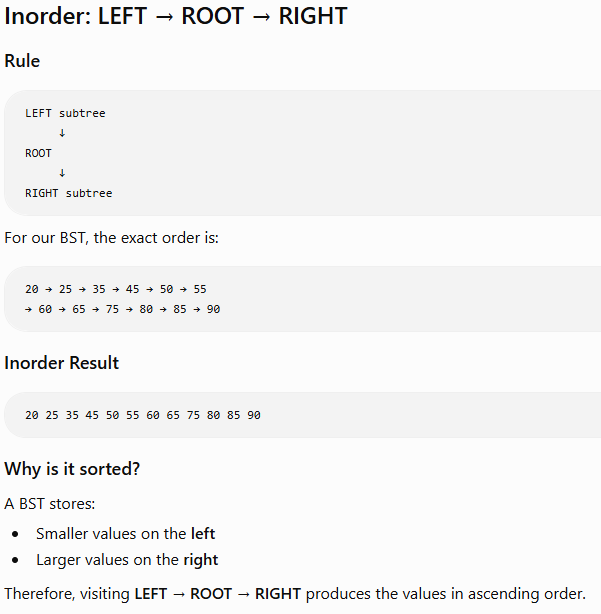 Inorder: LEFT → ROOT → RIGHT
Rule
LEFT subtree
↓
ROOT
↓
RIGHT subtree
For our BST, the exact order is:
20 → 25 → 35 → 45 → 50 → 55
→ 60 → 65 → 75 → 80 → 85 → 90
Inorder Result
20 25 35 45 50 55 60 65 75 80 85 90
Why is it sorted?
A BST stores:
• Smaller values on the left
• Larger values on the right
Therefore, visiting LEFT → ROOT → RIGHT produces the values in ascending order.